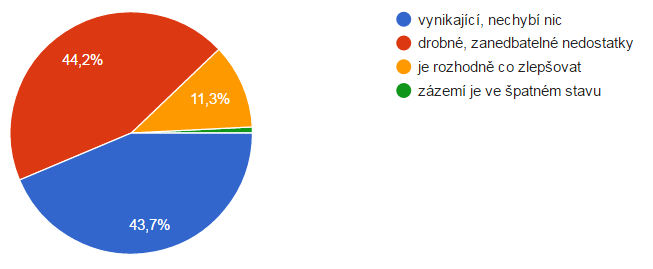 44,2%
11,3%
43,7%
vynikající, nechybí nic
drobné, zanedbatelné nedostatky
je rozhodně co zlepšovat
zázemí je ve špatném stavu